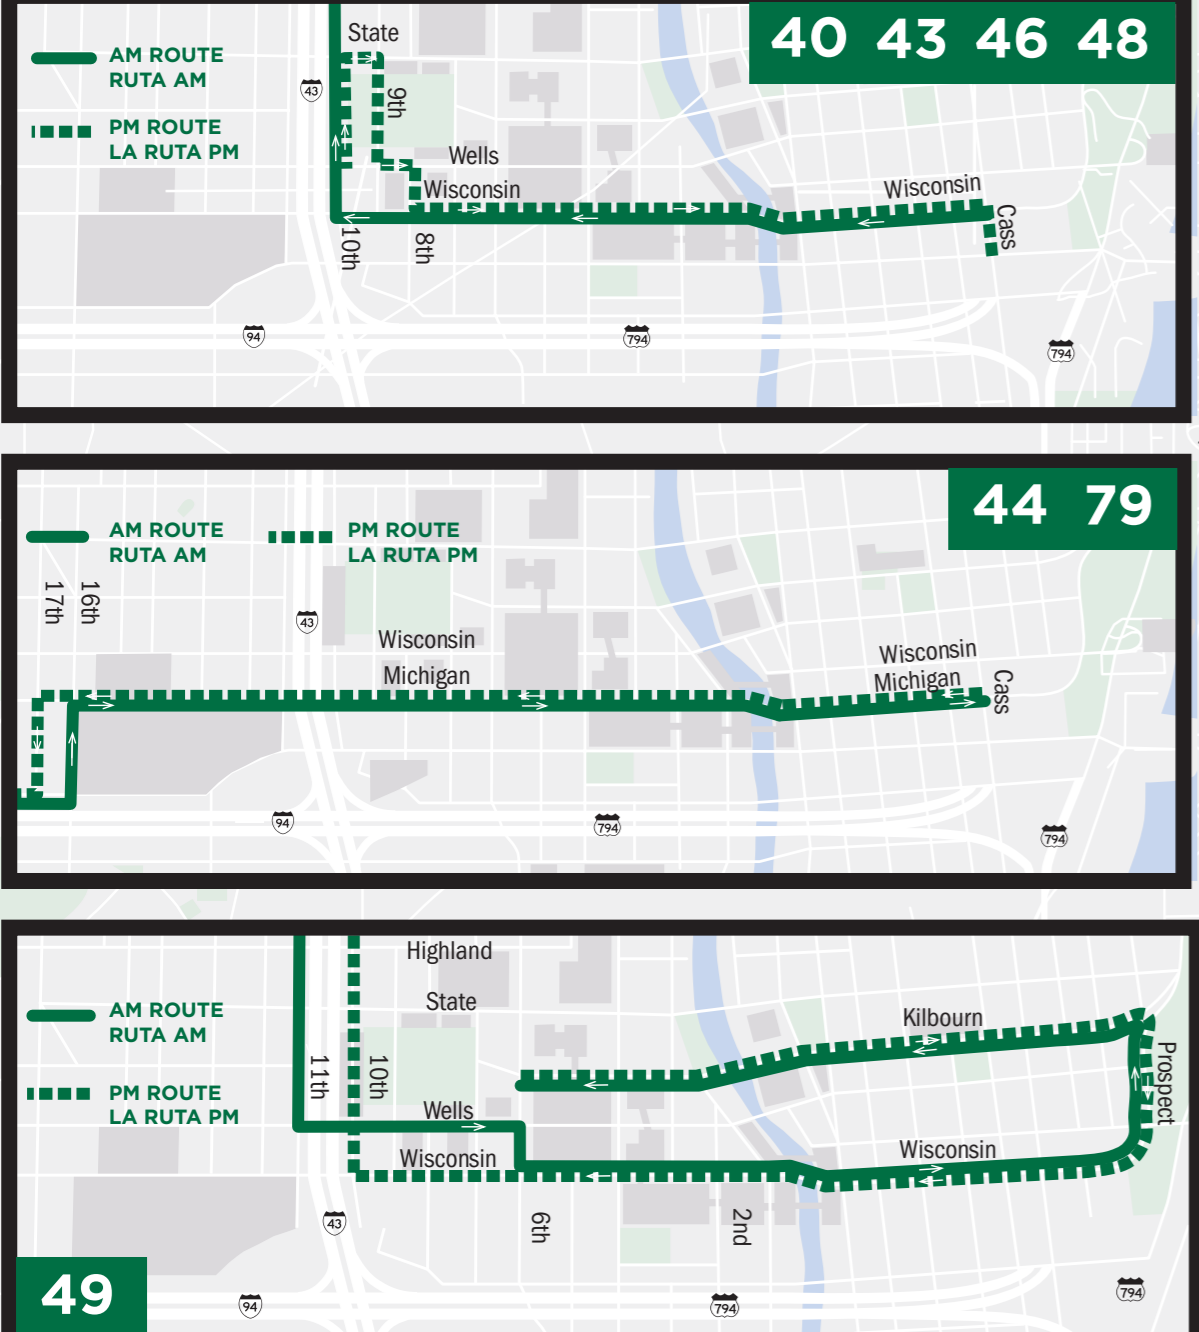 40 43 46 48
AM ROUTE
RUTA AM
PM ROUTE
LA RUTA PM
State
43
9th
Wells
Wisconsin
Wisconsin
Cass
10th
8th
94
794
794
44 79
AM ROUTE
RUTA AM
PM ROUTE
LA RUTA PM
17th
16th
43
Wisconsin
Michigan
Wisconsin
Michigan
Cass
94
794
794
Highland
State
AM ROUTE
RUTA AM
PM ROUTE
LA RUTA PM
Kilbourn
11th
10th
Prospect
Wells
Wisconsin
Wisconsin
6th
2nd
43
49
94
794
794